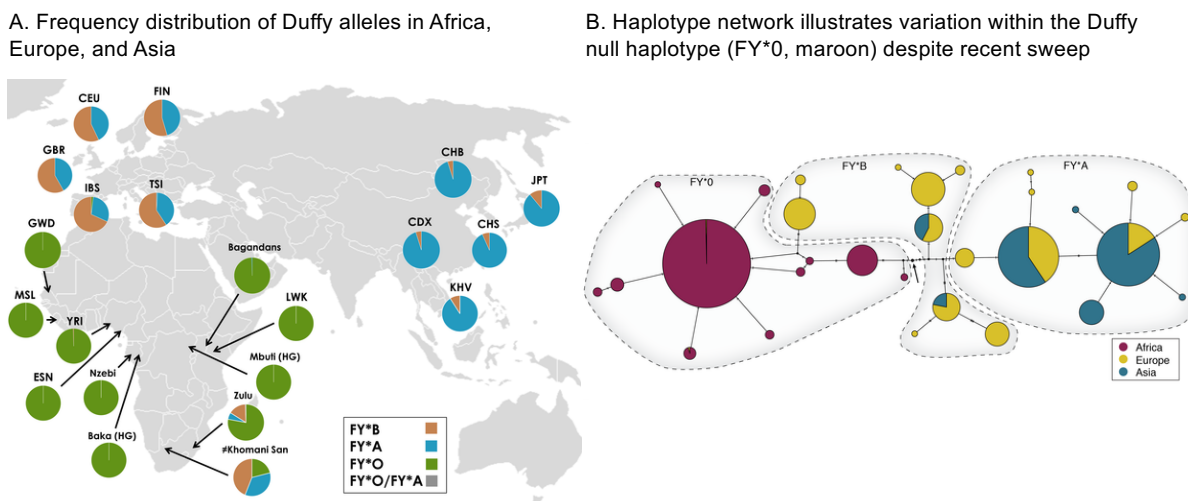 A. Frequency distribution of Duffy alleles in Africa,
Europe, and Asia
CEU
FIN
GBR
IBS
TSI
GWD
MSL
YRI
ESN
Nzebi
Baka (HG)
Bagandans
LWK
Mbuti (HG)
Zulu
≠Khomani San
CHB
JPT
CDX
CHS
KHV
FY*B
FY*A
FY*O
FY*O/FY*A
B. Haplotype network illustrates variation within the Duffy
null haplotype (FY*0, maroon) despite recent sweep
FY*0
FY*B
FY*A
Africa
Europe
Asia